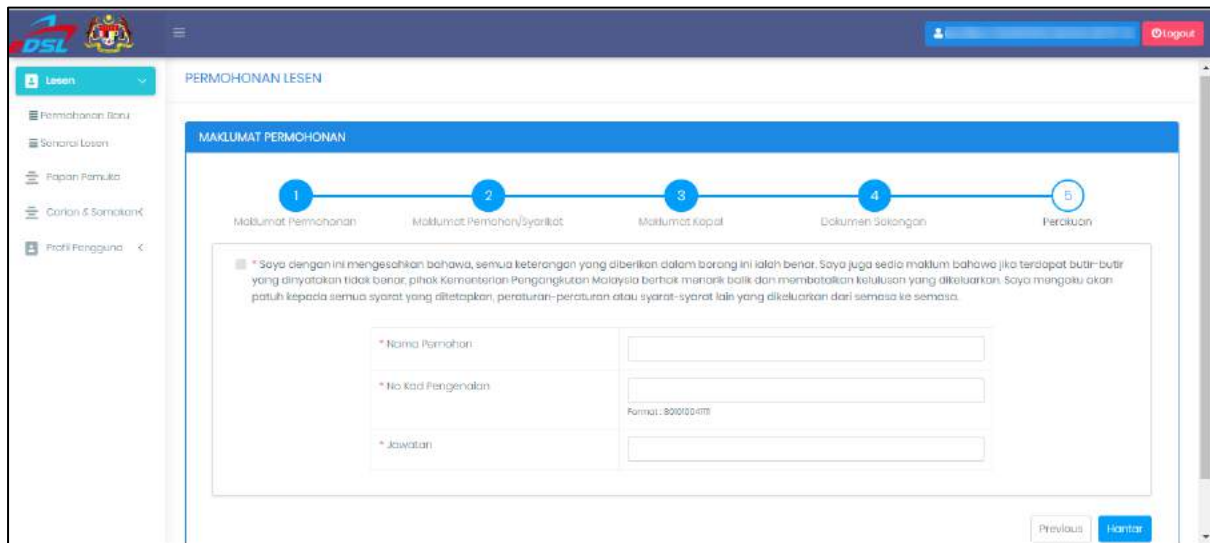 DSL
Logout
Lesen
PERMOHONAN LESEN
Permohonan Baru
Senarai Lesen
Papan Pemuka
Carian & Semakan
Profil Pengguna
MAKLUMAT PERMOHONAN
1
2
3
4
5
Maklumat Permohonan
Maklumat Pemohon/Syarikat
Maklumat Kapal
Dokumen Sokongan
Perakuan
* Saya dengan ini mengesahkan bahawa, semua keterangan yang diberikan dalam borang ini ialah benar. Saya juga sedia maklum bahawa jika terdapat butir-butir
yang dinyatakan tidak benar, pihak Kementerian Pengangkutan Malaysia berhak menarik balik dan membatalkan kelulusan yang dikeluarkan. Saya mengaku akan
patuh kepada semua syarat yang ditetapkan, peraturan-peraturan atau syarat-syarat lain yang dikeluarkan dari semasa ke semasa.
* Nama Pemohon
* No Kad Pengenalan
Format :
* Jawatan
Previous
Hantar